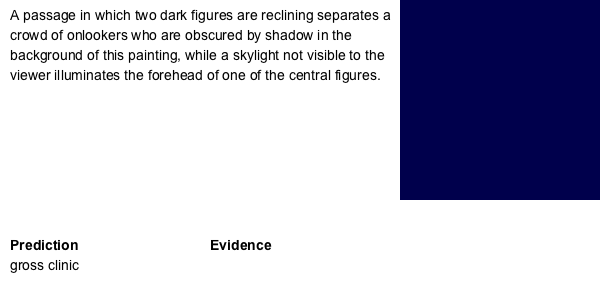 A passage in which two dark figures are reclining separates a
crowd of onlookers who are obscured by shadow in the
background of this painting, while a skylight not visible to the
viewer illuminates the forehead of one of the central figures.
Prediction Evidence
gross clinic